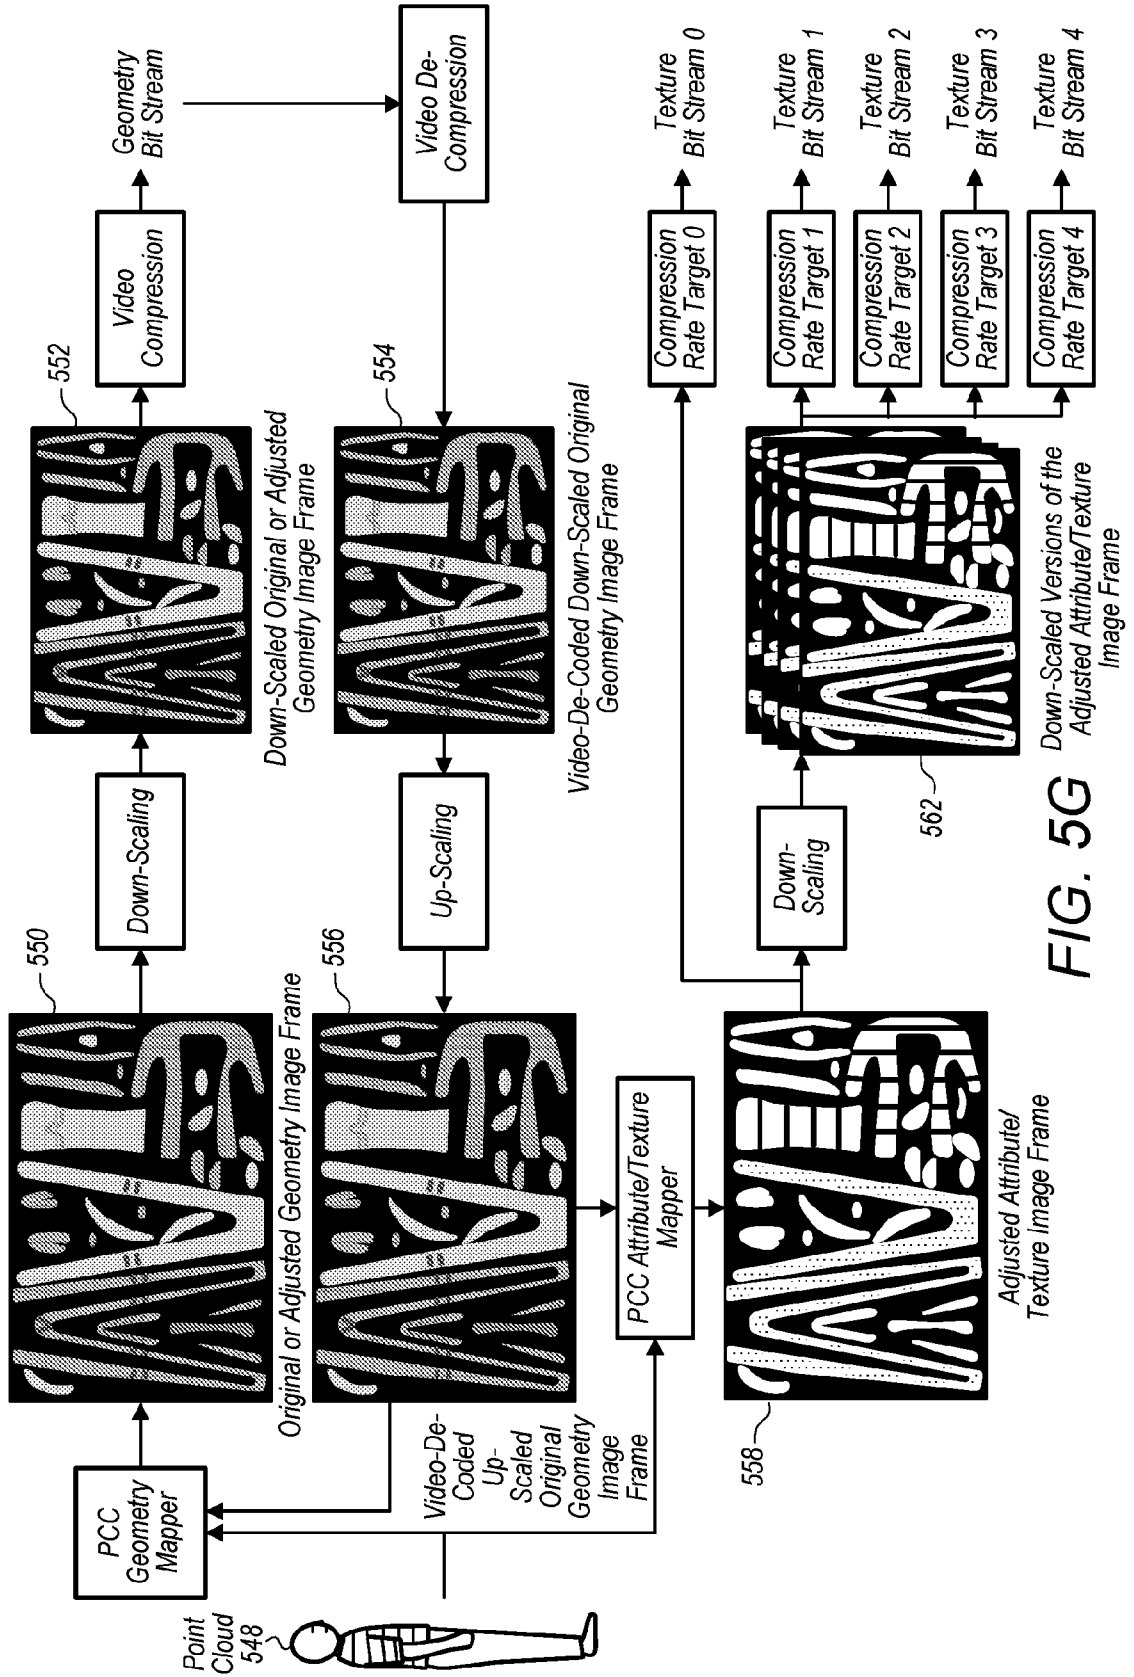 Point
Cloud
548
PCC
Geometry
Mapper
550
Original or Adjusted Geometry Image Frame
Down-Scaling
552
Down-Scaled Original or Adjusted
Geometry Image Frame
Video
Compression
Geometry
Bit Stream
Video De-
Compression
554
Video-De-Coded Down-Scaled Original
Geometry Image Frame
Up-Scaling
556
Video-De-
Coded
Up-
Scaled
Original
Geometry
Image
Frame
PCC Attribute/Texture
Mapper
558
Adjusted Attribute/
Texture Image Frame
Down-
Scaling
562
Down-Scaled Versions of the
Adjusted Attribute/Texture
Image Frame
Compression
Rate Target 0
Texture
Bit Stream 0
Compression
Rate Target 1
Texture
Bit Stream 1
Compression
Rate Target 2
Texture
Bit Stream 2
Compression
Rate Target 3
Texture
Bit Stream 3
Compression
Rate Target 4
Texture
Bit Stream 4
FIG. 5G